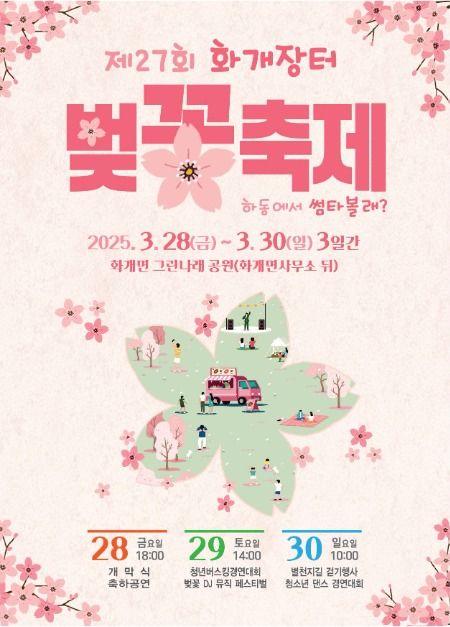 제27회 화개장터
벚꽃축제
하동에서 썸타볼래?
2025. 3. 28(금) ~ 3. 30(일) 3일간
화개면 그린나래 공원(화개면사무소 뒤)
28 금요일 18:00
개 막 식
축하공연
29 토요일 14:00
청년버스킹경연대회
벚꽃 DJ 뮤직 페스티벌
30 일요일 10:00
별천지길 걷기행사
청소년 댄스 경연대회